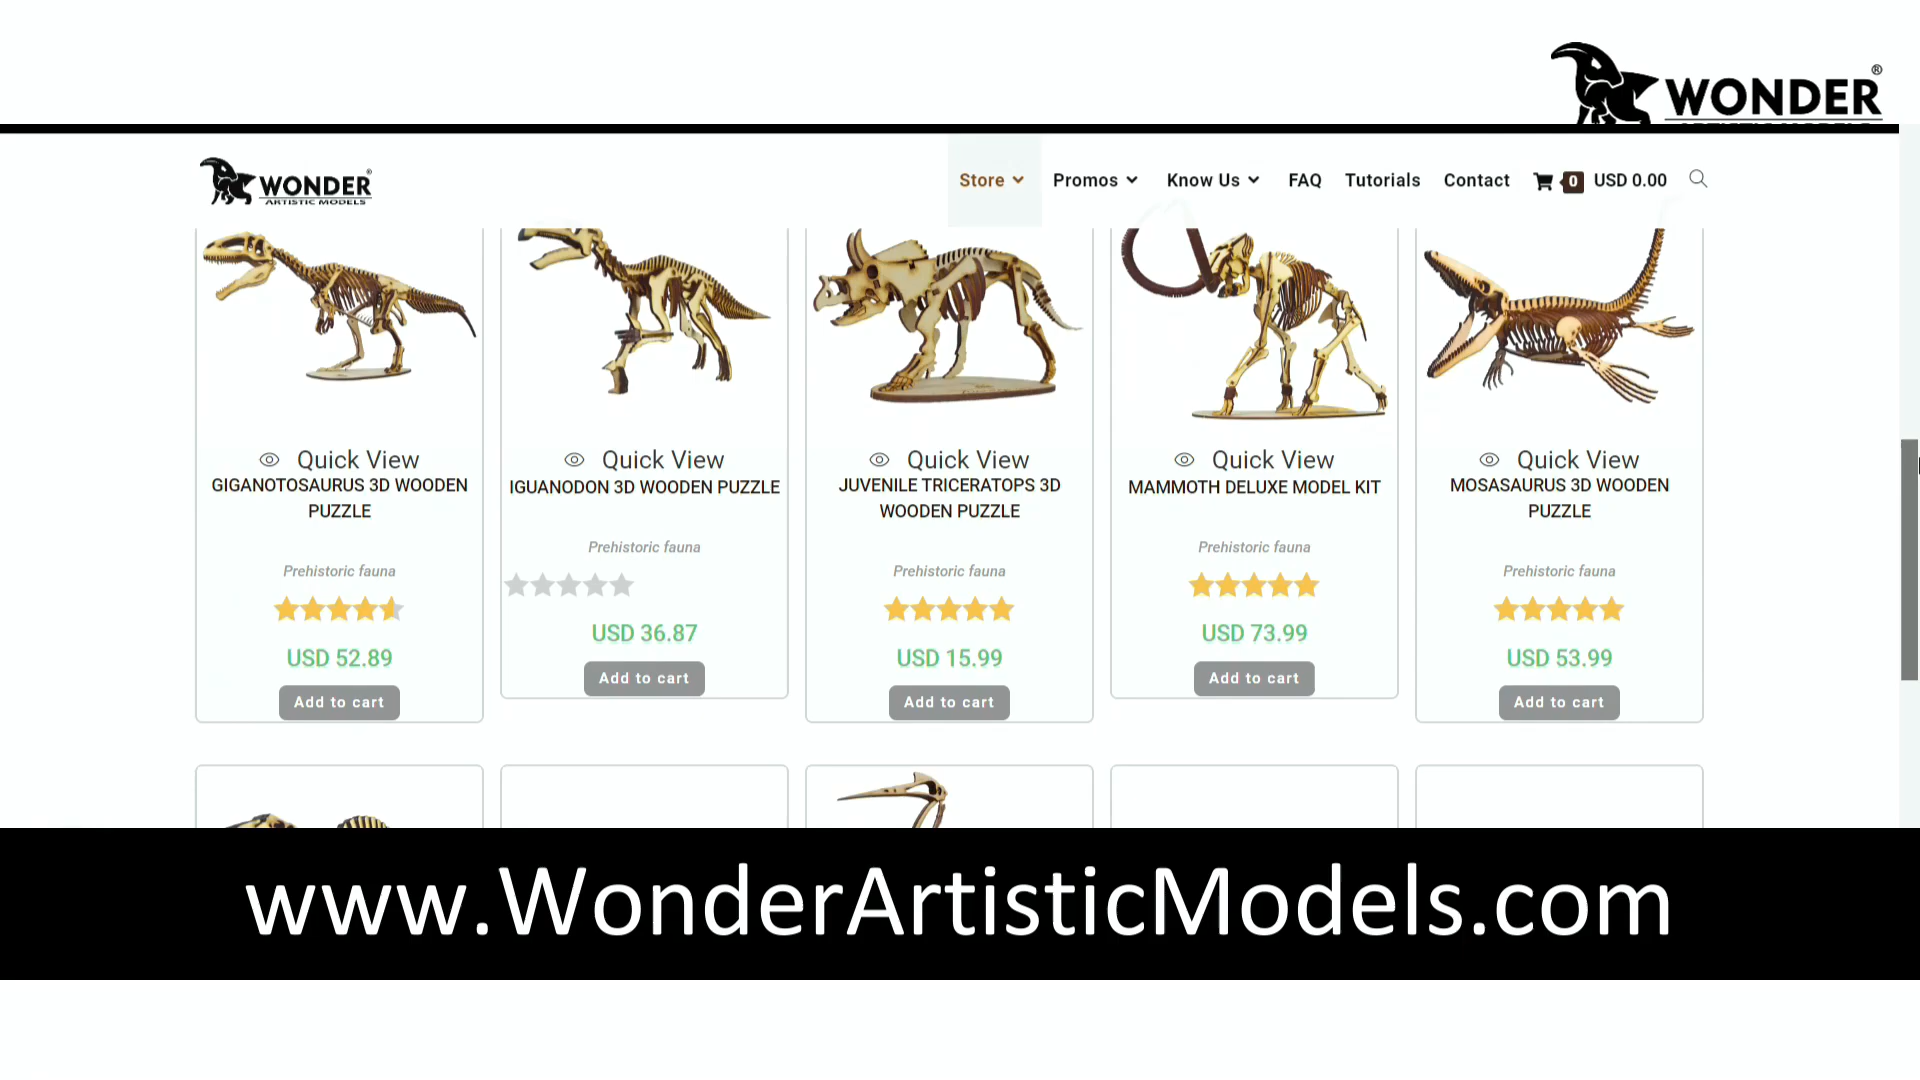 WONDER®
WONDER®
ARTISTIC MODELS
Store
Promos
Know Us
FAQ
Tutorials
Contact
0
USD 0.00
Quick View
GIGANOTOSAURUS 3D WOODEN
PUZZLE
Prehistoric fauna
USD 52.89
Add to cart
Quick View
IGUANODON 3D WOODEN PUZZLE
Prehistoric fauna
USD 36.87
Add to cart
Quick View
JUVENILE TRICERATOPS 3D
WOODEN PUZZLE
Prehistoric fauna
USD 15.99
Add to cart
Quick View
MAMMOTH DELUXE MODEL KIT
Prehistoric fauna
USD 73.99
Add to cart
Quick View
MOSASAURUS 3D WOODEN
PUZZLE
Prehistoric fauna
USD 53.99
Add to cart
www.WonderArtisticModels.com